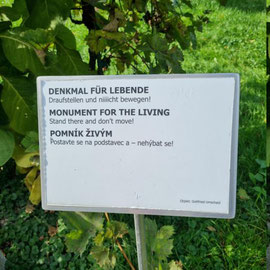 DENKMAL FÜR LEBENDE
Draufstellen und niiiicht bewegen!
MONUMENT FOR THE LIVING
Stand there and don't move!
POMNÍK ŽIVÝM
Postavte se na podstavec a – nehýbat se!